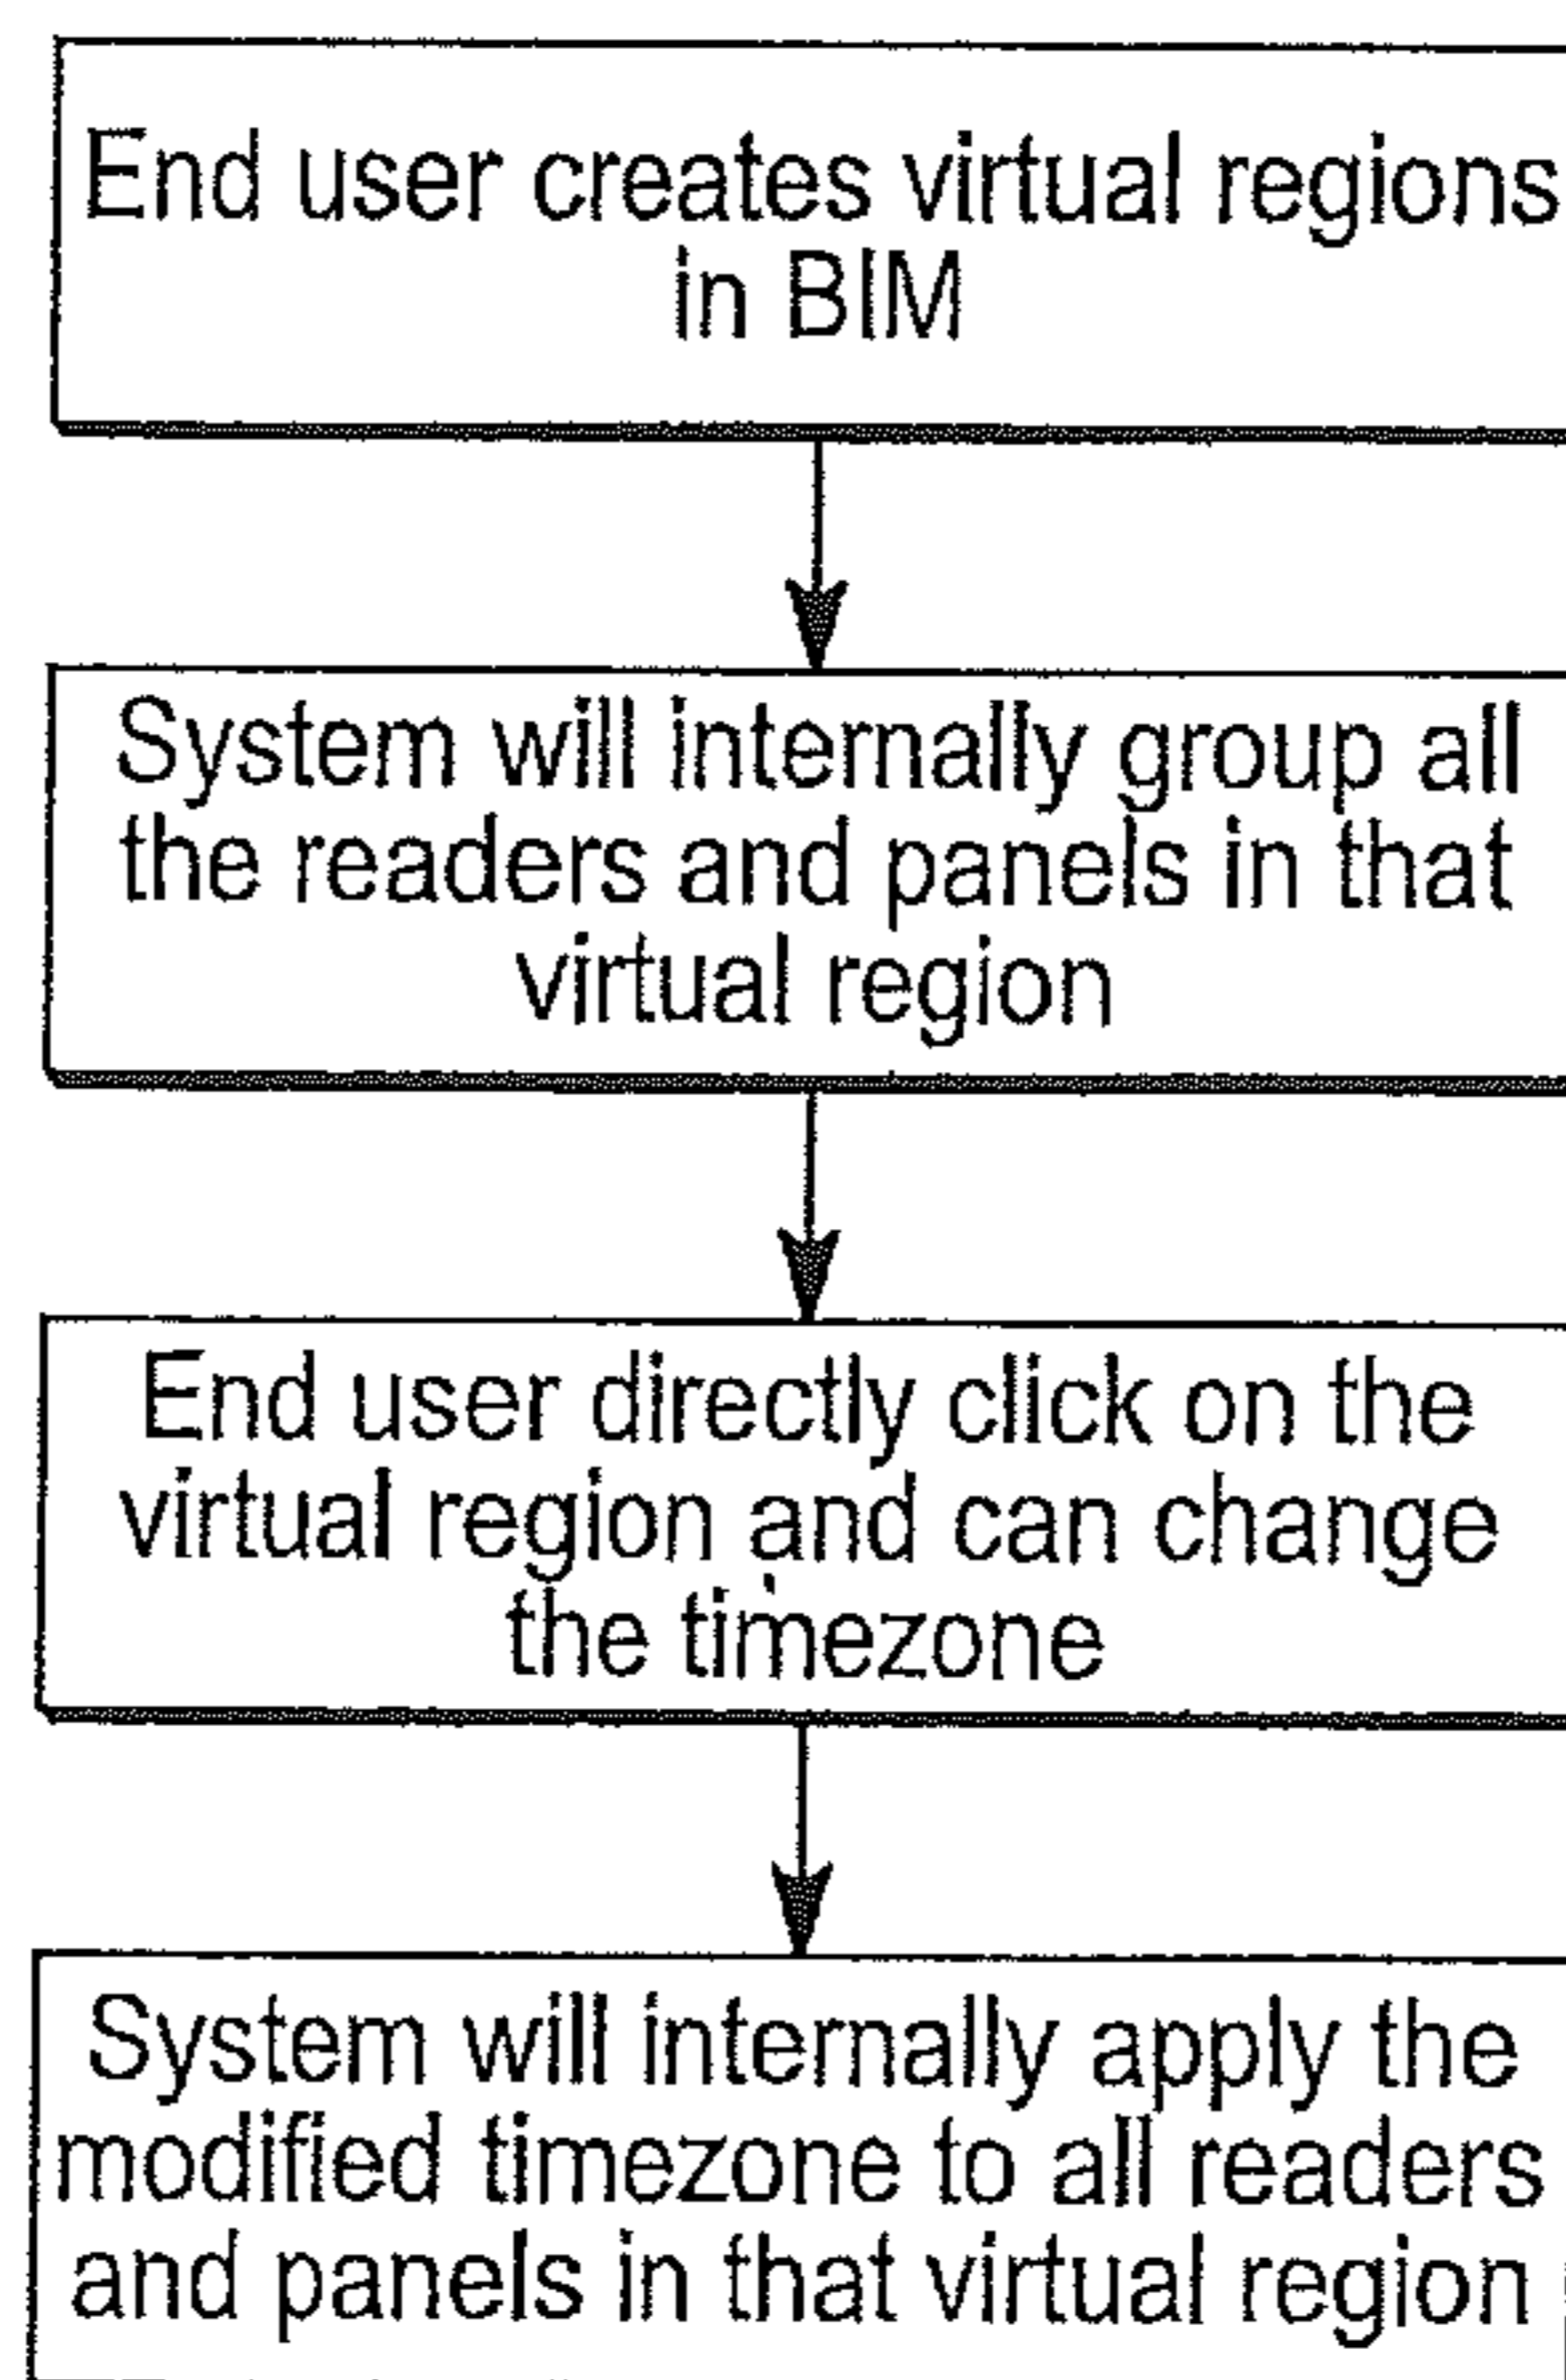 End user creates virtual regions
in BIM
System will internally group all
the readers and panels in that
virtual region
End user directly click on the
virtual region and can change
the timezone
System will internally apply the
modified timezone to all readers
and panels in that virtual region